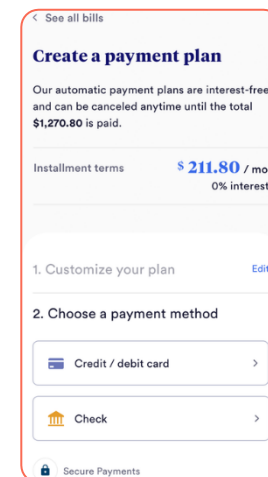 < See all bills
Create a payment plan
Our automatic payment plans are interest-free
and can be canceled anytime until the total
$1,270.80 is paid.
Installment terms $ 211.80 / mo
0% interest
1. Customize your plan Edit
2. Choose a payment method
Credit / debit card >
Check >
Secure Payments